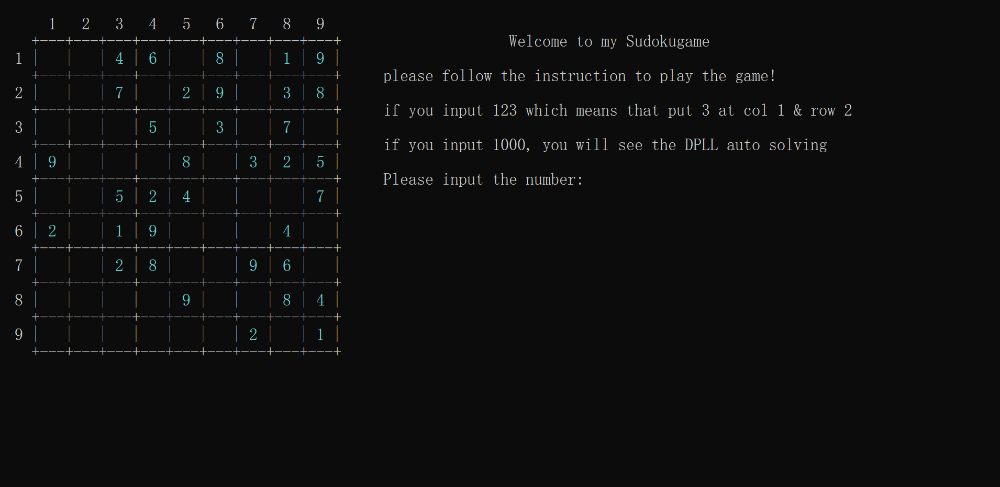 1 2 3 4 5 6 7 8 9
Welcome to my Sudokugame
1 4 6 8 1 9
please follow the instruction to play the game!
2 7 2 9 3 8
if you input 123 which means that put 3 at col 1 & row 2
3 5 3 7
if you input 1000, you will see the DPLL auto solving
4 9 8 3 2 5
Please input the number:
5 5 2 4 7
6 2 1 9 4
7 2 8 9 6
8 9 8 4
9 2 1